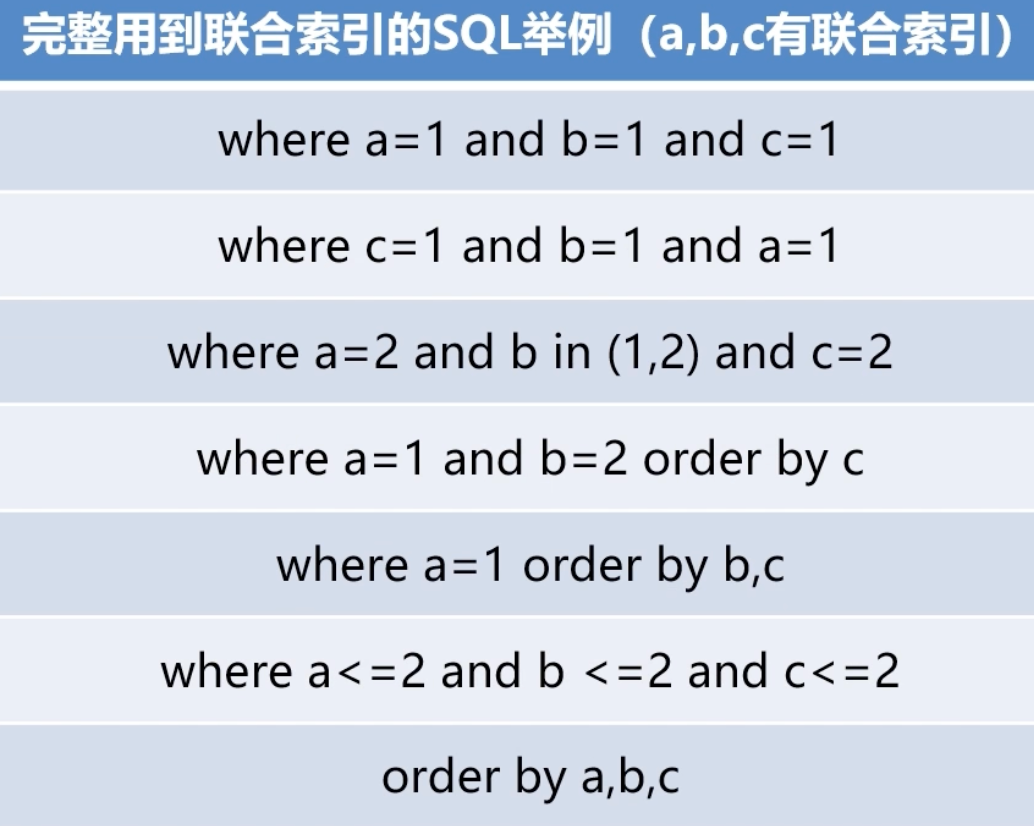 完整用到联合索引的SQL举例（a,b,c有联合索引）
where a=1 and b=1 and c=1
where c=1 and b=1 and a=1
where a=2 and b in (1,2) and c=2
where a=1 and b=2 order by c
where a=1 order by b,c
where a<=2 and b <=2 and c<=2
order by a,b,c